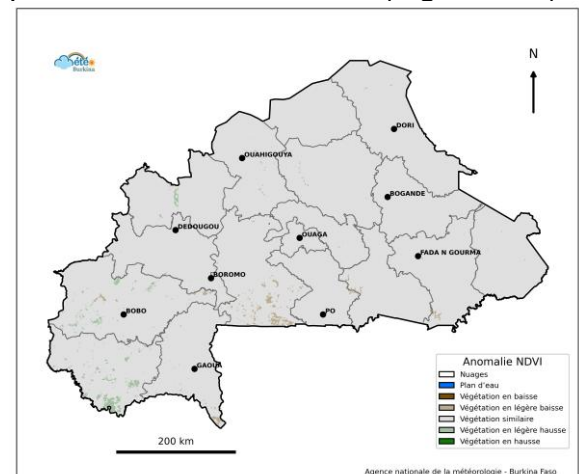 Météo
Burkina
N
DORI
OUAHIGOUYA
BOGANDE
DEDOUGOU
OUAGA
FADA N GOURMA
BOROMO
BOBO
PO
GAOUA
Anomalie NDVI
Nuages
Plan d'eau
Végétation en baisse
Végétation en légère baisse
Végétation similaire
Végétation en légère hausse
Végétation en hausse
200 km
Agence nationale de la météorologie - Burkina Faso